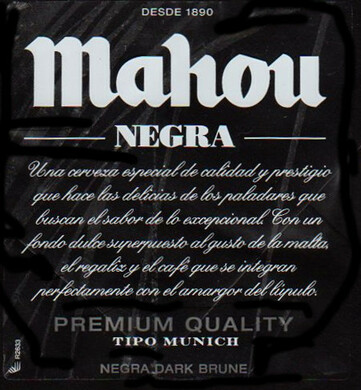 DESDE 1890
Mahou
NEGRA
Una cerveza especial de calidad y prestigio
que hace las delicias de los paladares que
buscan el sabor de lo excepcional. Con un
fondo dulce superpuesto al gusto de la malta,
el regaliz y el café que se integran
perfectamente con el amargor del lúpulo.
PREMIUM QUALITY
TIPO MUNICH
NEGRA, DARK BRUNE
R2633